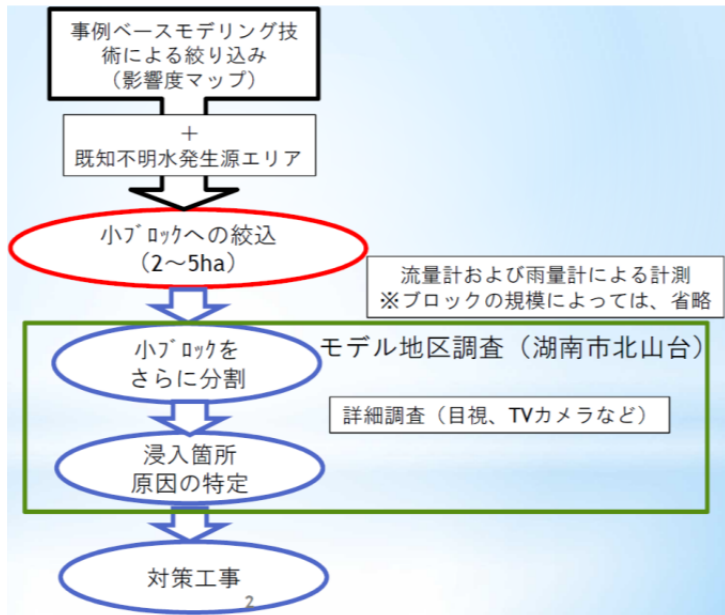 事例ベースモデリング技
術による絞り込み
（影響度マップ）
＋
既知不明水発生源エリア
小ﾌﾞﾛｯｸへの絞込
（2～5ha）
流量計および雨量計による計測
※ブロックの規模によっては、省略
小ﾌﾞﾛｯｸを
さらに分割
モデル地区調査（湖南市北山台）
詳細調査（目視、TVカメラなど）
浸入箇所
原因の特定
対策工事
2